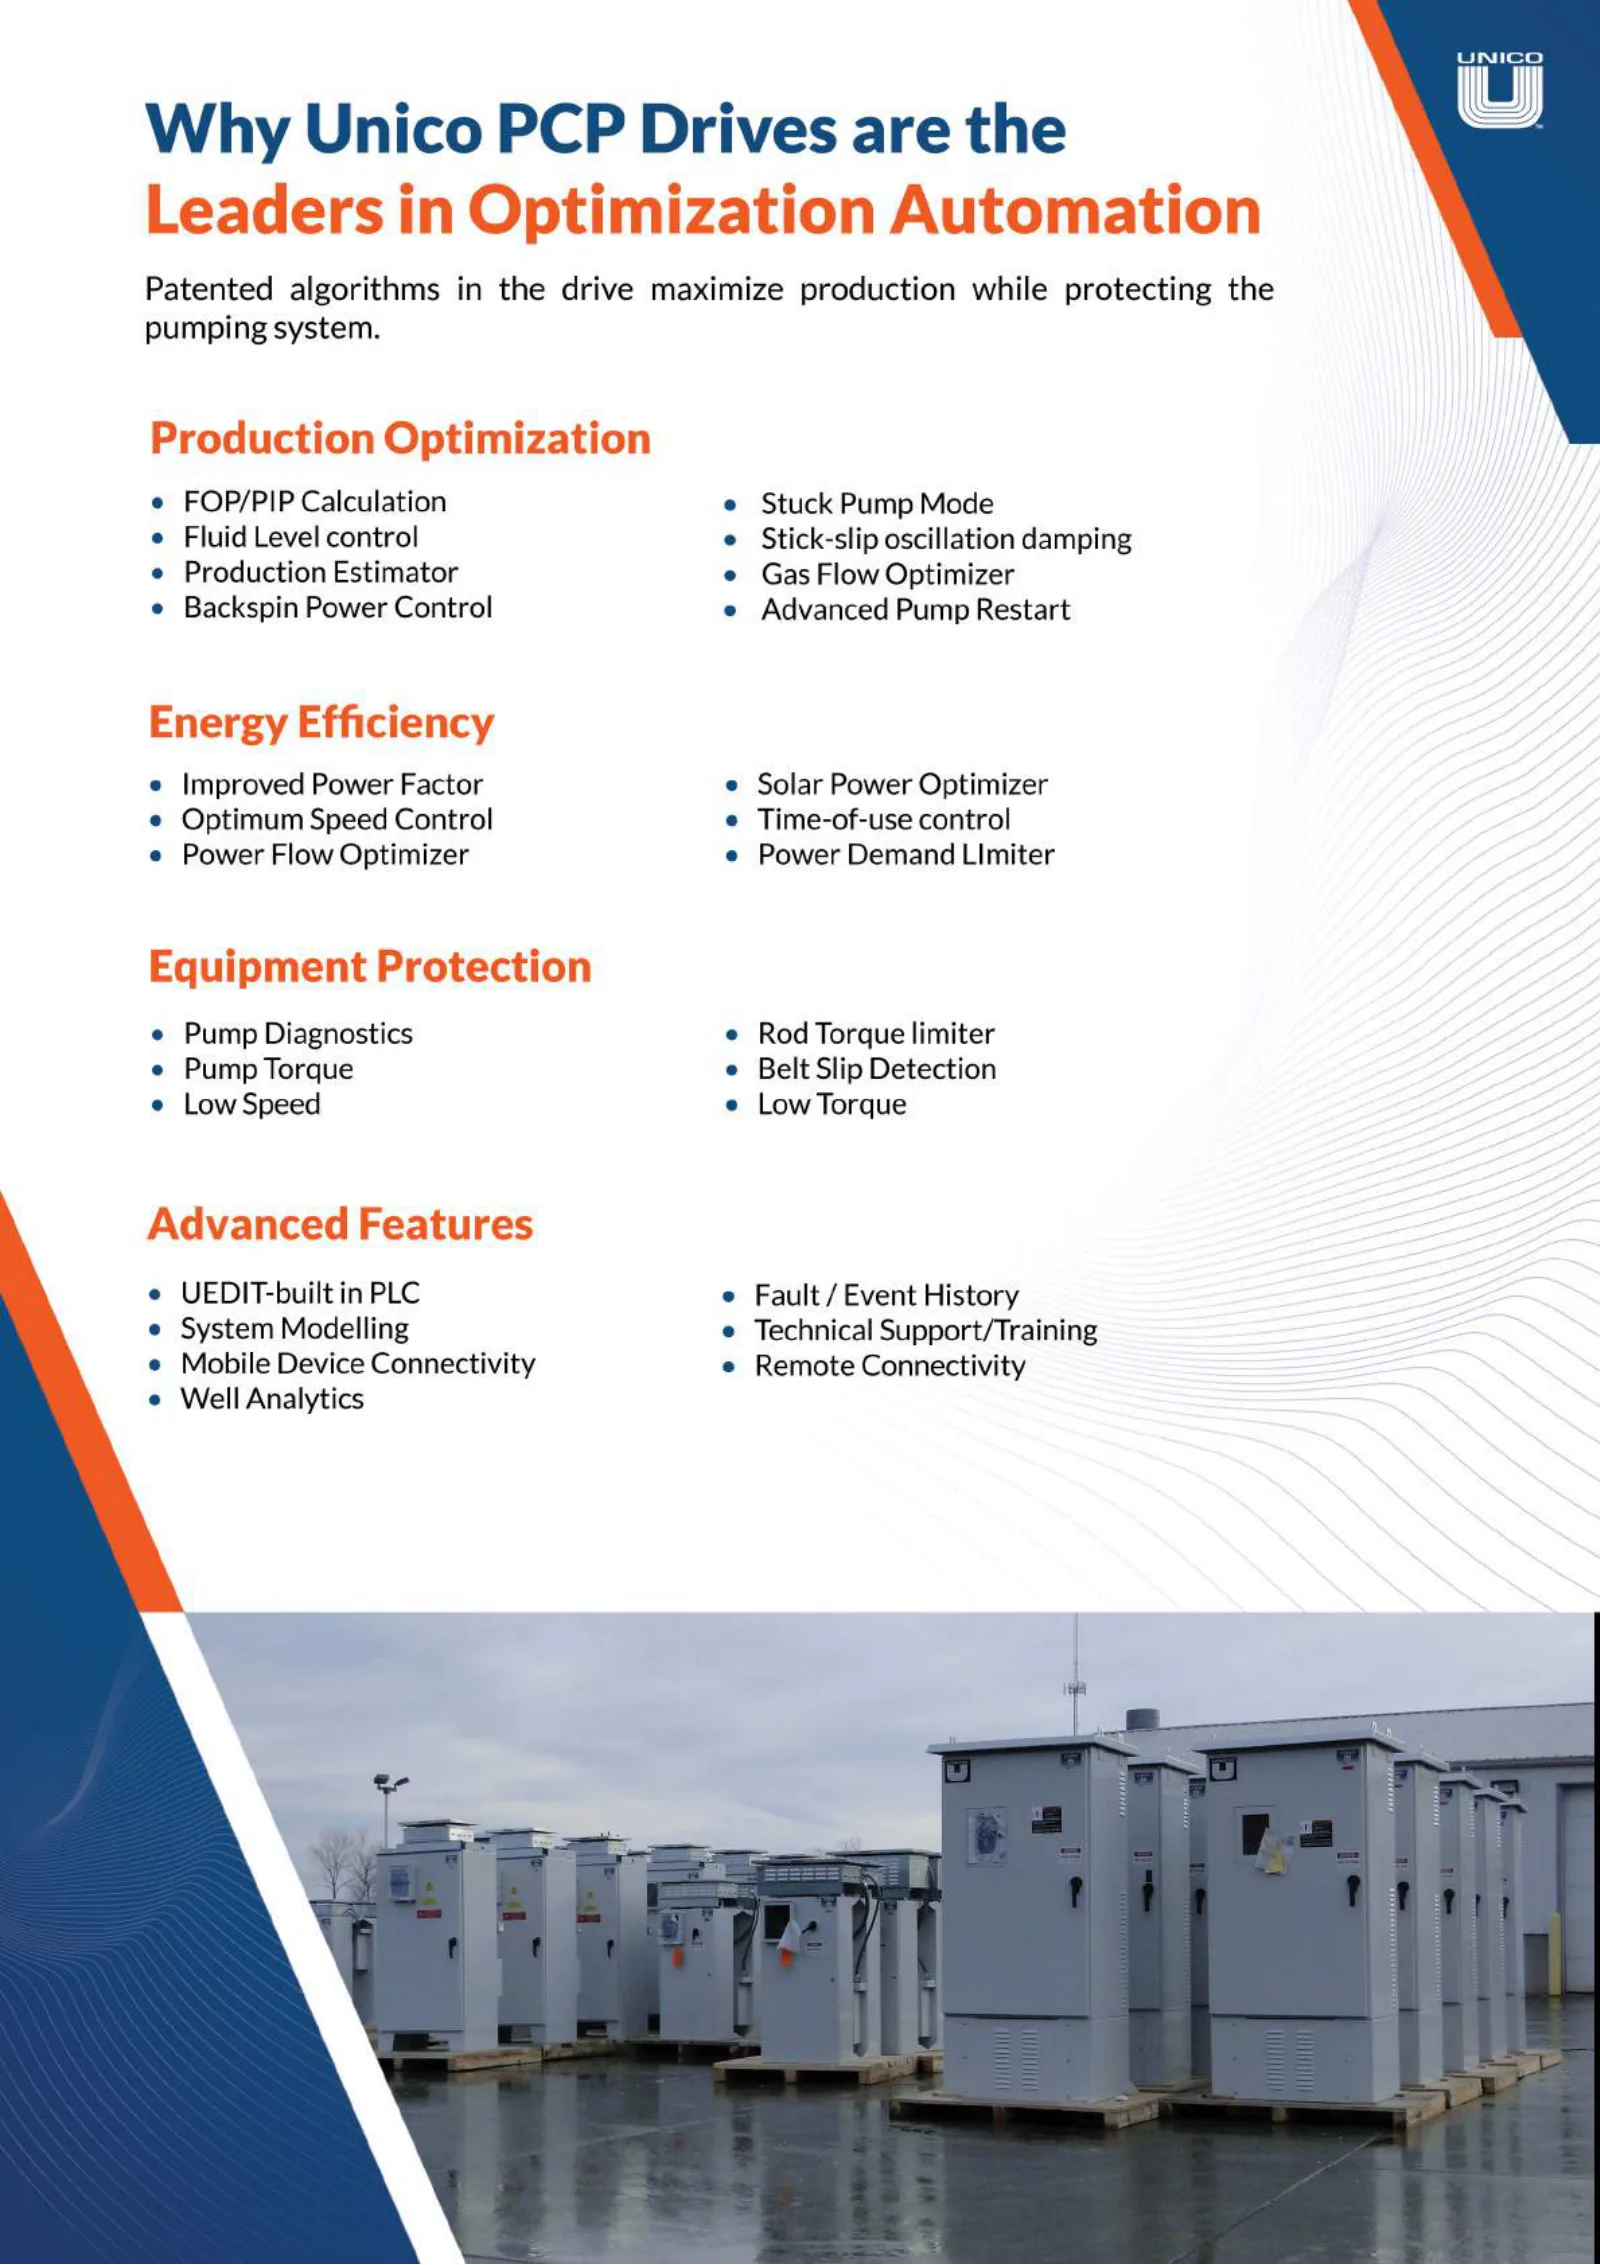 UNICO
Why Unico PCP Drives are the
Leaders in Optimization Automation
Patented algorithms in the drive maximize production while protecting the
pumping system.
Production Optimization
• FOP/PIP Calculation
• Fluid Level control
• Production Estimator
• Backspin Power Control
• Stuck Pump Mode
• Stick-slip oscillation damping
• Gas Flow Optimizer
• Advanced Pump Restart
Energy Efficiency
• Improved Power Factor
• Optimum Speed Control
• Power Flow Optimizer
• Solar Power Optimizer
• Time-of-use control
• Power Demand LImiter
Equipment Protection
• Pump Diagnostics
• Pump Torque
• Low Speed
• Rod Torque limiter
• Belt Slip Detection
• Low Torque
Advanced Features
• UEDIT-built in PLC
• System Modelling
• Mobile Device Connectivity
• Well Analytics
• Fault / Event History
• Technical Support/Training
• Remote Connectivity